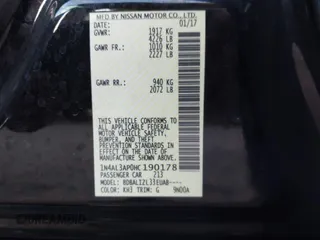 MFD BY NISSAN MOTOR CO., LTD.
DATE: 01/17
GVWR: 1917 KG
4226 LB
GAWR FR: 1010 KG
2227 LB
GAWR RR: 940 KG
2072 LB
THIS VEHICLE CONFORMS TO ALL
APPLICABLE FEDERAL MOTOR
VEHICLE SAFETY, BUMPER,
AND THEFT PREVENTION STANDARDS
IN EFFECT ON THE DATE OF
MANUFACTURE SHOWN ABOVE.
1N4AL3AP0HC190178
PASSENGER CAR 213
MODEL:
COLOR: KH3 TRIM: G